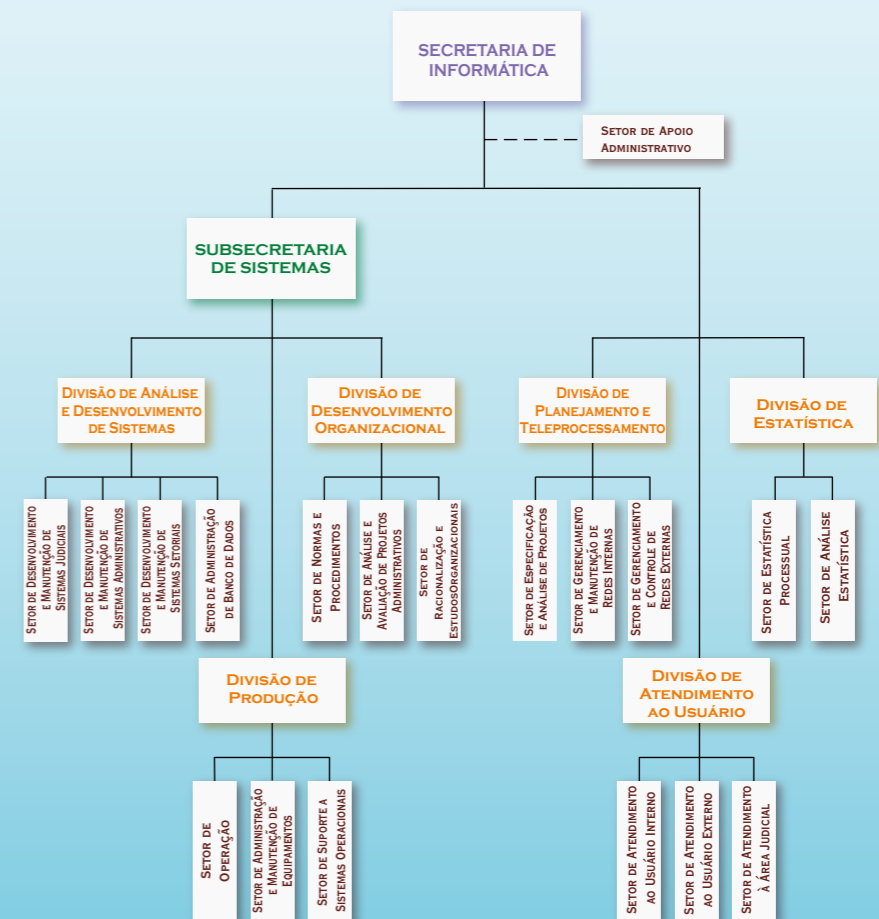 SECRETARIA DE
INFORMÁTICA
SETOR DE APOIO
ADMINISTRATIVO
SUBSECRETARIA
DE SISTEMAS
DIVISÃO DE ANÁLISE
E DESENVOLVIMENTO
DE SISTEMAS
DIVISÃO DE
DESENVOLVIMENTO
ORGANIZACIONAL
DIVISÃO DE
PLANEJAMENTO E
TELEPROCESSAMENTO
DIVISÃO DE
ESTATÍSTICA
SETOR DE DESENVOLVIMENTO
E MANUTENÇÃO DE
SISTEMAS JUDICIAIS
SETOR DE DESENVOLVIMENTO
E MANUTENÇÃO DE
SISTEMAS ADMINISTRATIVOS
SETOR DE DESENVOLVIMENTO
E MANUTENÇÃO DE
SISTEMAS SETORIAIS
SETOR DE ADMINISTRAÇÃO
DE BANCO DE DADOS
SETOR DE NORMAS E
PROCEDIMENTOS
SETOR DE ANÁLISE E
AVALIAÇÃO DE PROJETOS
ADMINISTRATIVOS
SETOR DE
RACIONALIZAÇÃO E
ESTUDOSORGANIZACIONAIS
SETOR DE ESPECIFICAÇÃO
E ANÁLISE DE PROJETOS
SETOR DE GERENCIAMENTO
E MANUTENÇÃO DE
REDES INTERNAS
SETOR DE GERENCIAMENTO
E CONTROLE DE
REDES EXTERNAS
SETOR DE ESTATÍSTICA
PROCESSUAL
SETOR DE ANÁLISE
ESTATÍSTICA
DIVISÃO DE
PRODUÇÃO
DIVISÃO DE
ATENDIMENTO
AO USUÁRIO
SETOR DE
OPERAÇÃO
SETOR DE ADMINISTRAÇÃO
E MANUTENÇÃO DE
EQUIPAMENTOS
SETOR DE SUPORTE A
SISTEMAS OPERACIONAIS
SETOR DE ATENDIMENTO
AO USUÁRIO INTERNO
SETOR DE ATENDIMENTO
AO USUÁRIO EXTERNO
SETOR DE ATENDIMENTO
À ÁREA JUDICIAL